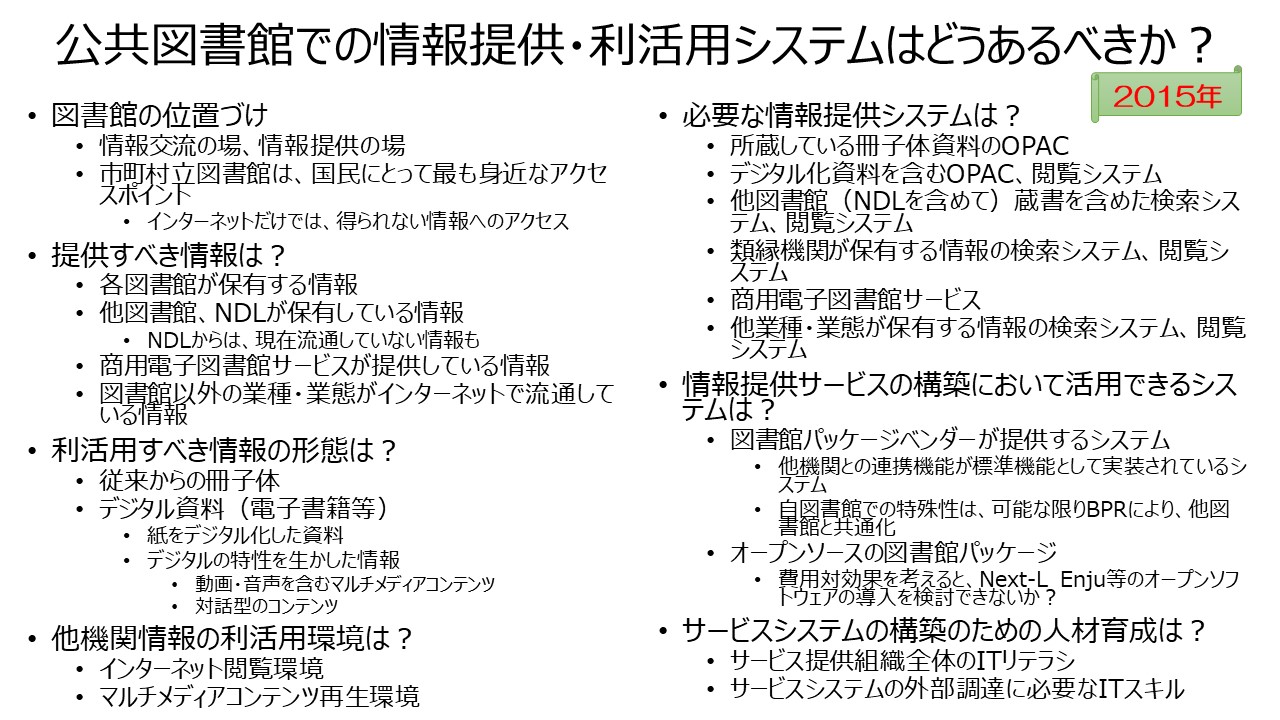 公共図書館での情報提供・利活用システムはどうあるべきか？
2015年
• 図書館の位置づけ
• 情報交流の場、情報提供の場
• 市町村立図書館は、国民にとって最も身近なアクセ
スポイント
• インターネットだけでは、得られない情報へのアクセス
• 提供すべき情報は？
• 各図書館が保有する情報
• 他図書館、NDLが保有している情報
• NDLからは、現在流通していない情報も
• 商用電子図書館サービスが提供している情報
• 図書館以外の業種・業態がインターネットで流通して
いる情報
• 利活用すべき情報の形態は？
• 従来からの冊子体
• デジタル資料（電子書籍等）
• 紙をデジタル化した資料
• デジタルの特性を生かした情報
• 動画・音声を含むマルチメディアコンテンツ
• 対話型のコンテンツ
• 他機関情報の利活用環境は？
• インターネット閲覧環境
• マルチメディアコンテンツ再生環境
• 必要な情報提供システムは？
• 所蔵している冊子体資料のOPAC
• デジタル化資料を含むOPAC、閲覧システム
• 他図書館（NDLを含めて）蔵書を含めた検索シス
テム、閲覧システム
• 類縁機関が保有する情報の検索システム、閲覧シ
ステム
• 商用電子図書館サービス
• 他業種・業態が保有する情報の検索システム、閲覧
システム
• 情報提供サービスの構築において活用できるシス
テムは？
• 図書館パッケージベンダーが提供するシステム
• 他機関との連携機能が標準機能として実装されているシ
ステム
• 自図書館での特殊性は、可能な限りBPRにより、他図
書館と共通化
• オープンソースの図書館パッケージ
• 費用対効果を考えると、Next-L Enju等のオープンソフ
トウェアの導入を検討できないか？
• サービスシステムの構築のための人材育成は？
• サービス提供組織全体のITリテラシ
• サービスシステムの外部調達に必要なITスキル